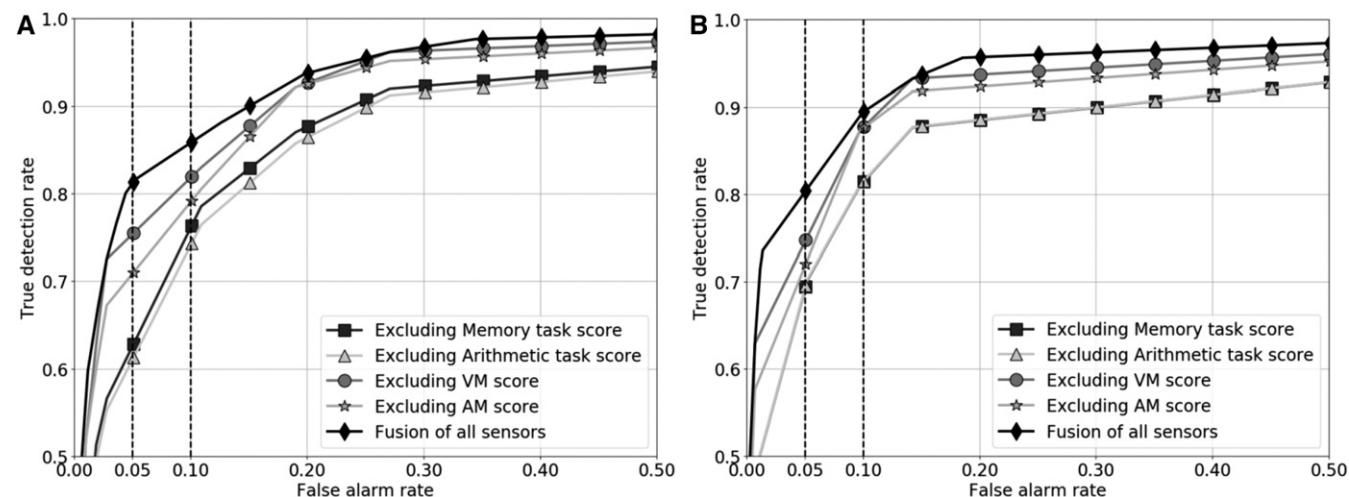 A
1.0
0.9
0.8
0.7
0.6
0.5
True detection rate
0.00
0.05
0.10
0.20
0.30
0.40
0.50
False alarm rate
Excluding Memory task score
Excluding Arithmetic task score
Excluding VM score
Excluding AM score
Fusion of all sensors
B
1.0
0.9
0.8
0.7
0.6
0.5
True detection rate
0.00
0.05
0.10
0.20
0.30
0.40
0.50
False alarm rate
Excluding Memory task score
Excluding Arithmetic task score
Excluding VM score
Excluding AM score
Fusion of all sensors